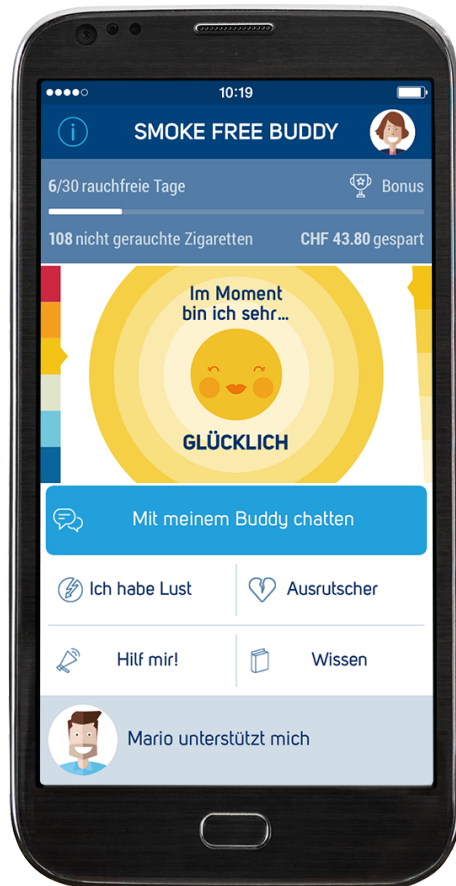 10:19
SMOKE FREE BUDDY
6/30 rauchfreie Tage
Bonus
108 nicht gerauchte Zigaretten
CHF 43.80 gespart
Im Moment
bin ich sehr...
GLÜCKLICH
Mit meinem Buddy chatten
Ich habe Lust
Ausrutscher
Hilf mir!
Wissen
Mario unterstützt mich